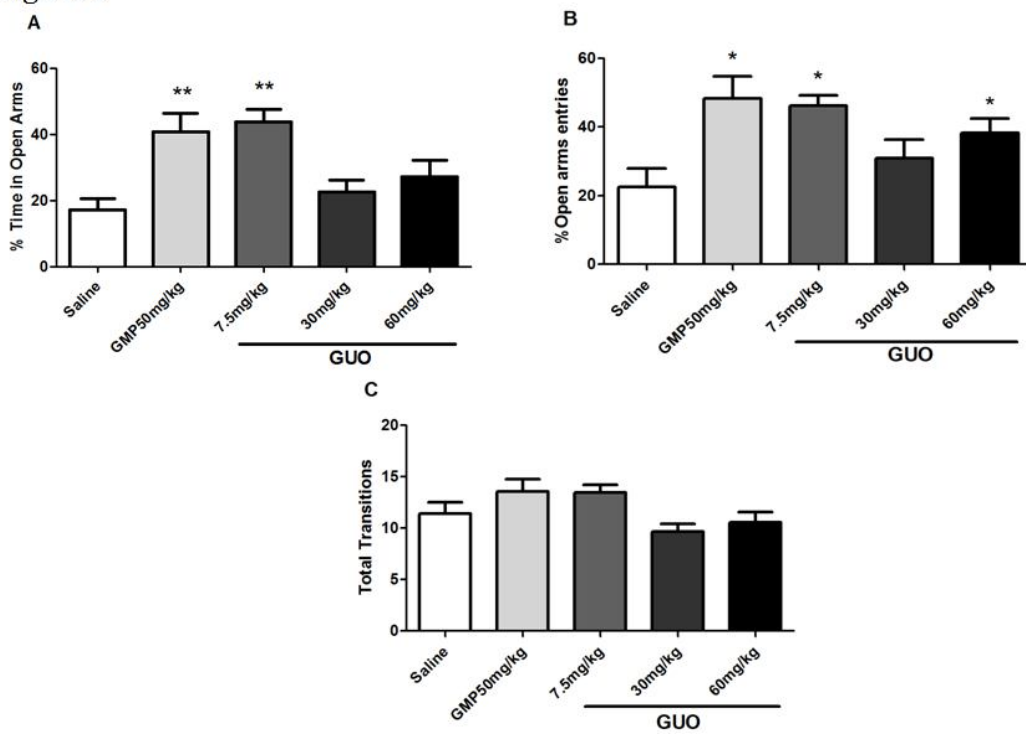 A
% Time in Open Arms
60
40
20
0
** **
Saline
GMP50mg/kg
7.5mg/kg
30mg/kg
60mg/kg
GUO
B
%Open arms entries
60
40
20
0
* * *
Saline
GMP50mg/kg
7.5mg/kg
30mg/kg
60mg/kg
GUO
C
Total Transitions
20
15
10
5
0
Saline
GMP50mg/kg
7.5mg/kg
30mg/kg
60mg/kg
GUO